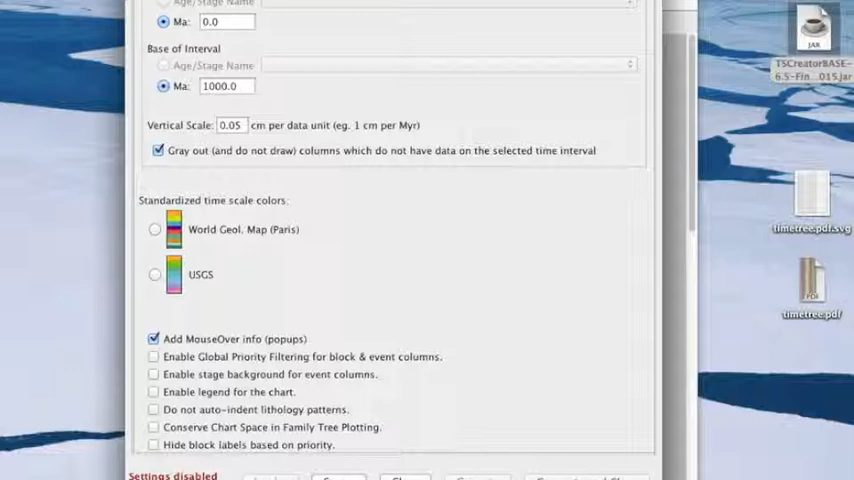 Age/Stage Name
Ma: 0.0
Base of Interval
Age/Stage Name
Ma: 1000.0
Vertical Scale: 0.05 cm per data unit (eg. 1 cm per Myr)
Gray out (and do not draw) columns which do not have data on the selected time interval
Standardized time scale colors:
World Geol. Map (Paris)
USGS
Add MouseOver info (popups)
Enable Global Priority Filtering for block & event columns.
Enable stage background for event columns.
Enable legend for the chart.
Do not auto-indent lithology patterns.
Conserve Chart Space in Family Tree Plotting.
Hide block labels based on priority.
Settings disabled
JAR
TSCreatorBASE-
6.5-Fin...015.jar
timetree.pdf.svg
PDF
timetree.pdf